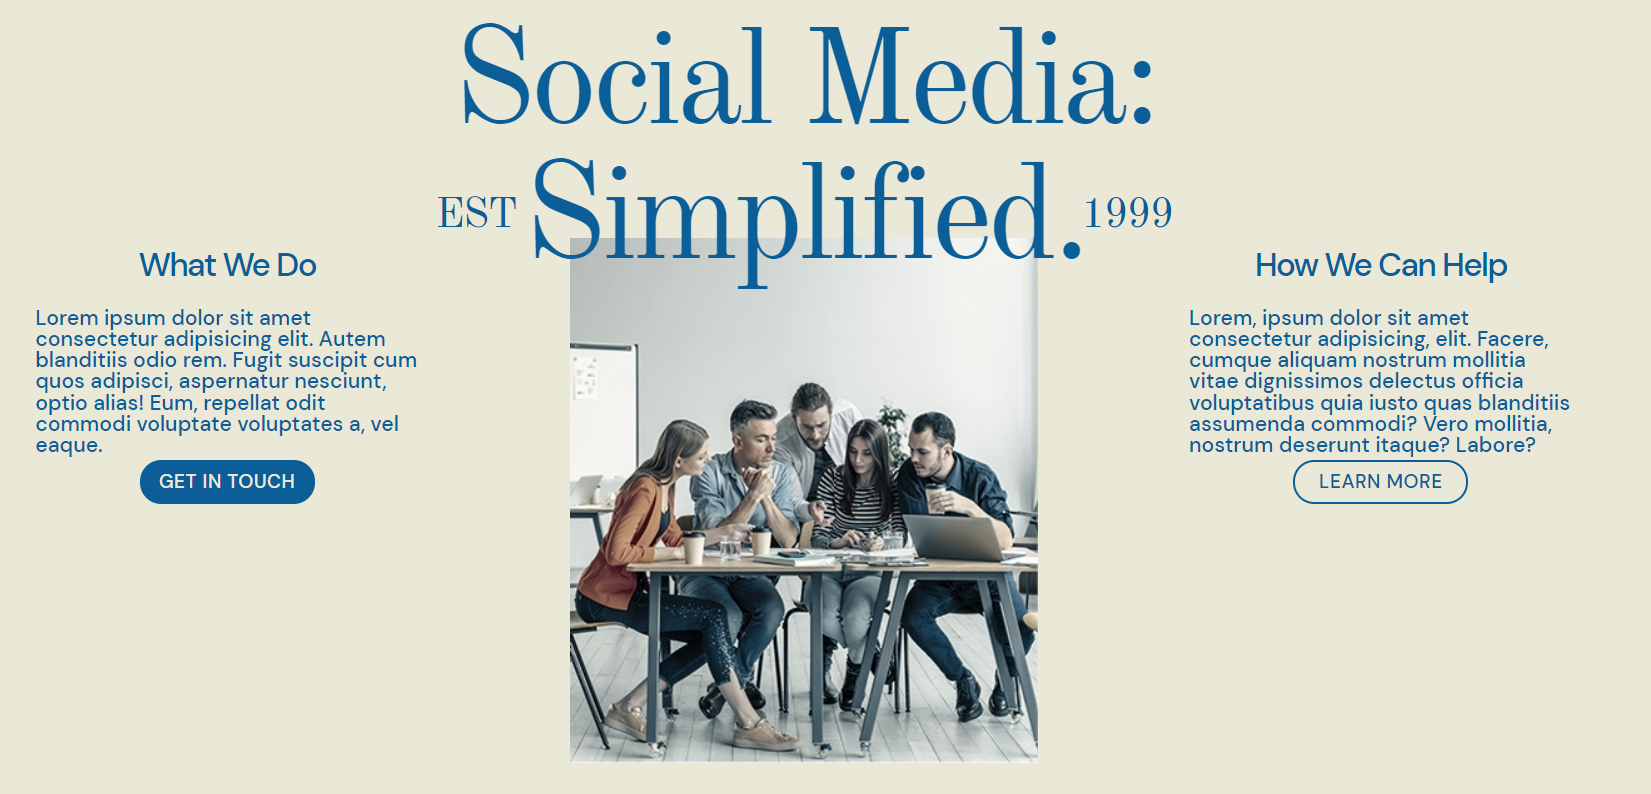 Social Media:
EST Simplified. 1999
What We Do
Lorem ipsum dolor sit amet
consectetur adipisicing elit. Autem
blanditiis odio rem. Fugit suscipit cum
quos adipisci, aspernatur nesciunt,
optio alias! Eum, repellat odit
commodi voluptate voluptates a, vel
eaque.
GET IN TOUCH
How We Can Help
Lorem, ipsum dolor sit amet
consectetur adipisicing, elit. Facere,
cumque aliquam nostrum mollitia
vitae dignissimos delectus officia
voluptatibus quia iusto quas blanditiis
assumenda commodi? Vero mollitia,
nostrum deserunt itaque? Labore?
LEARN MORE